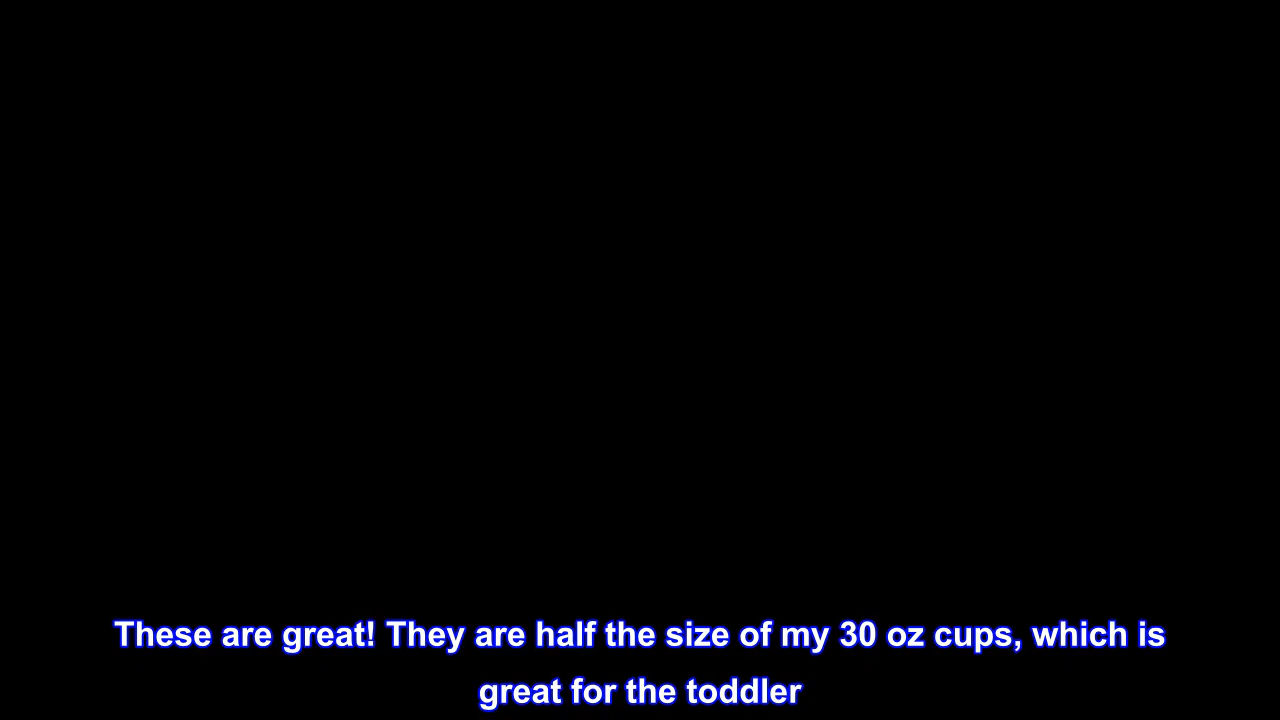 These are great! They are half the size of my 30 oz cups, which is
great for the toddler